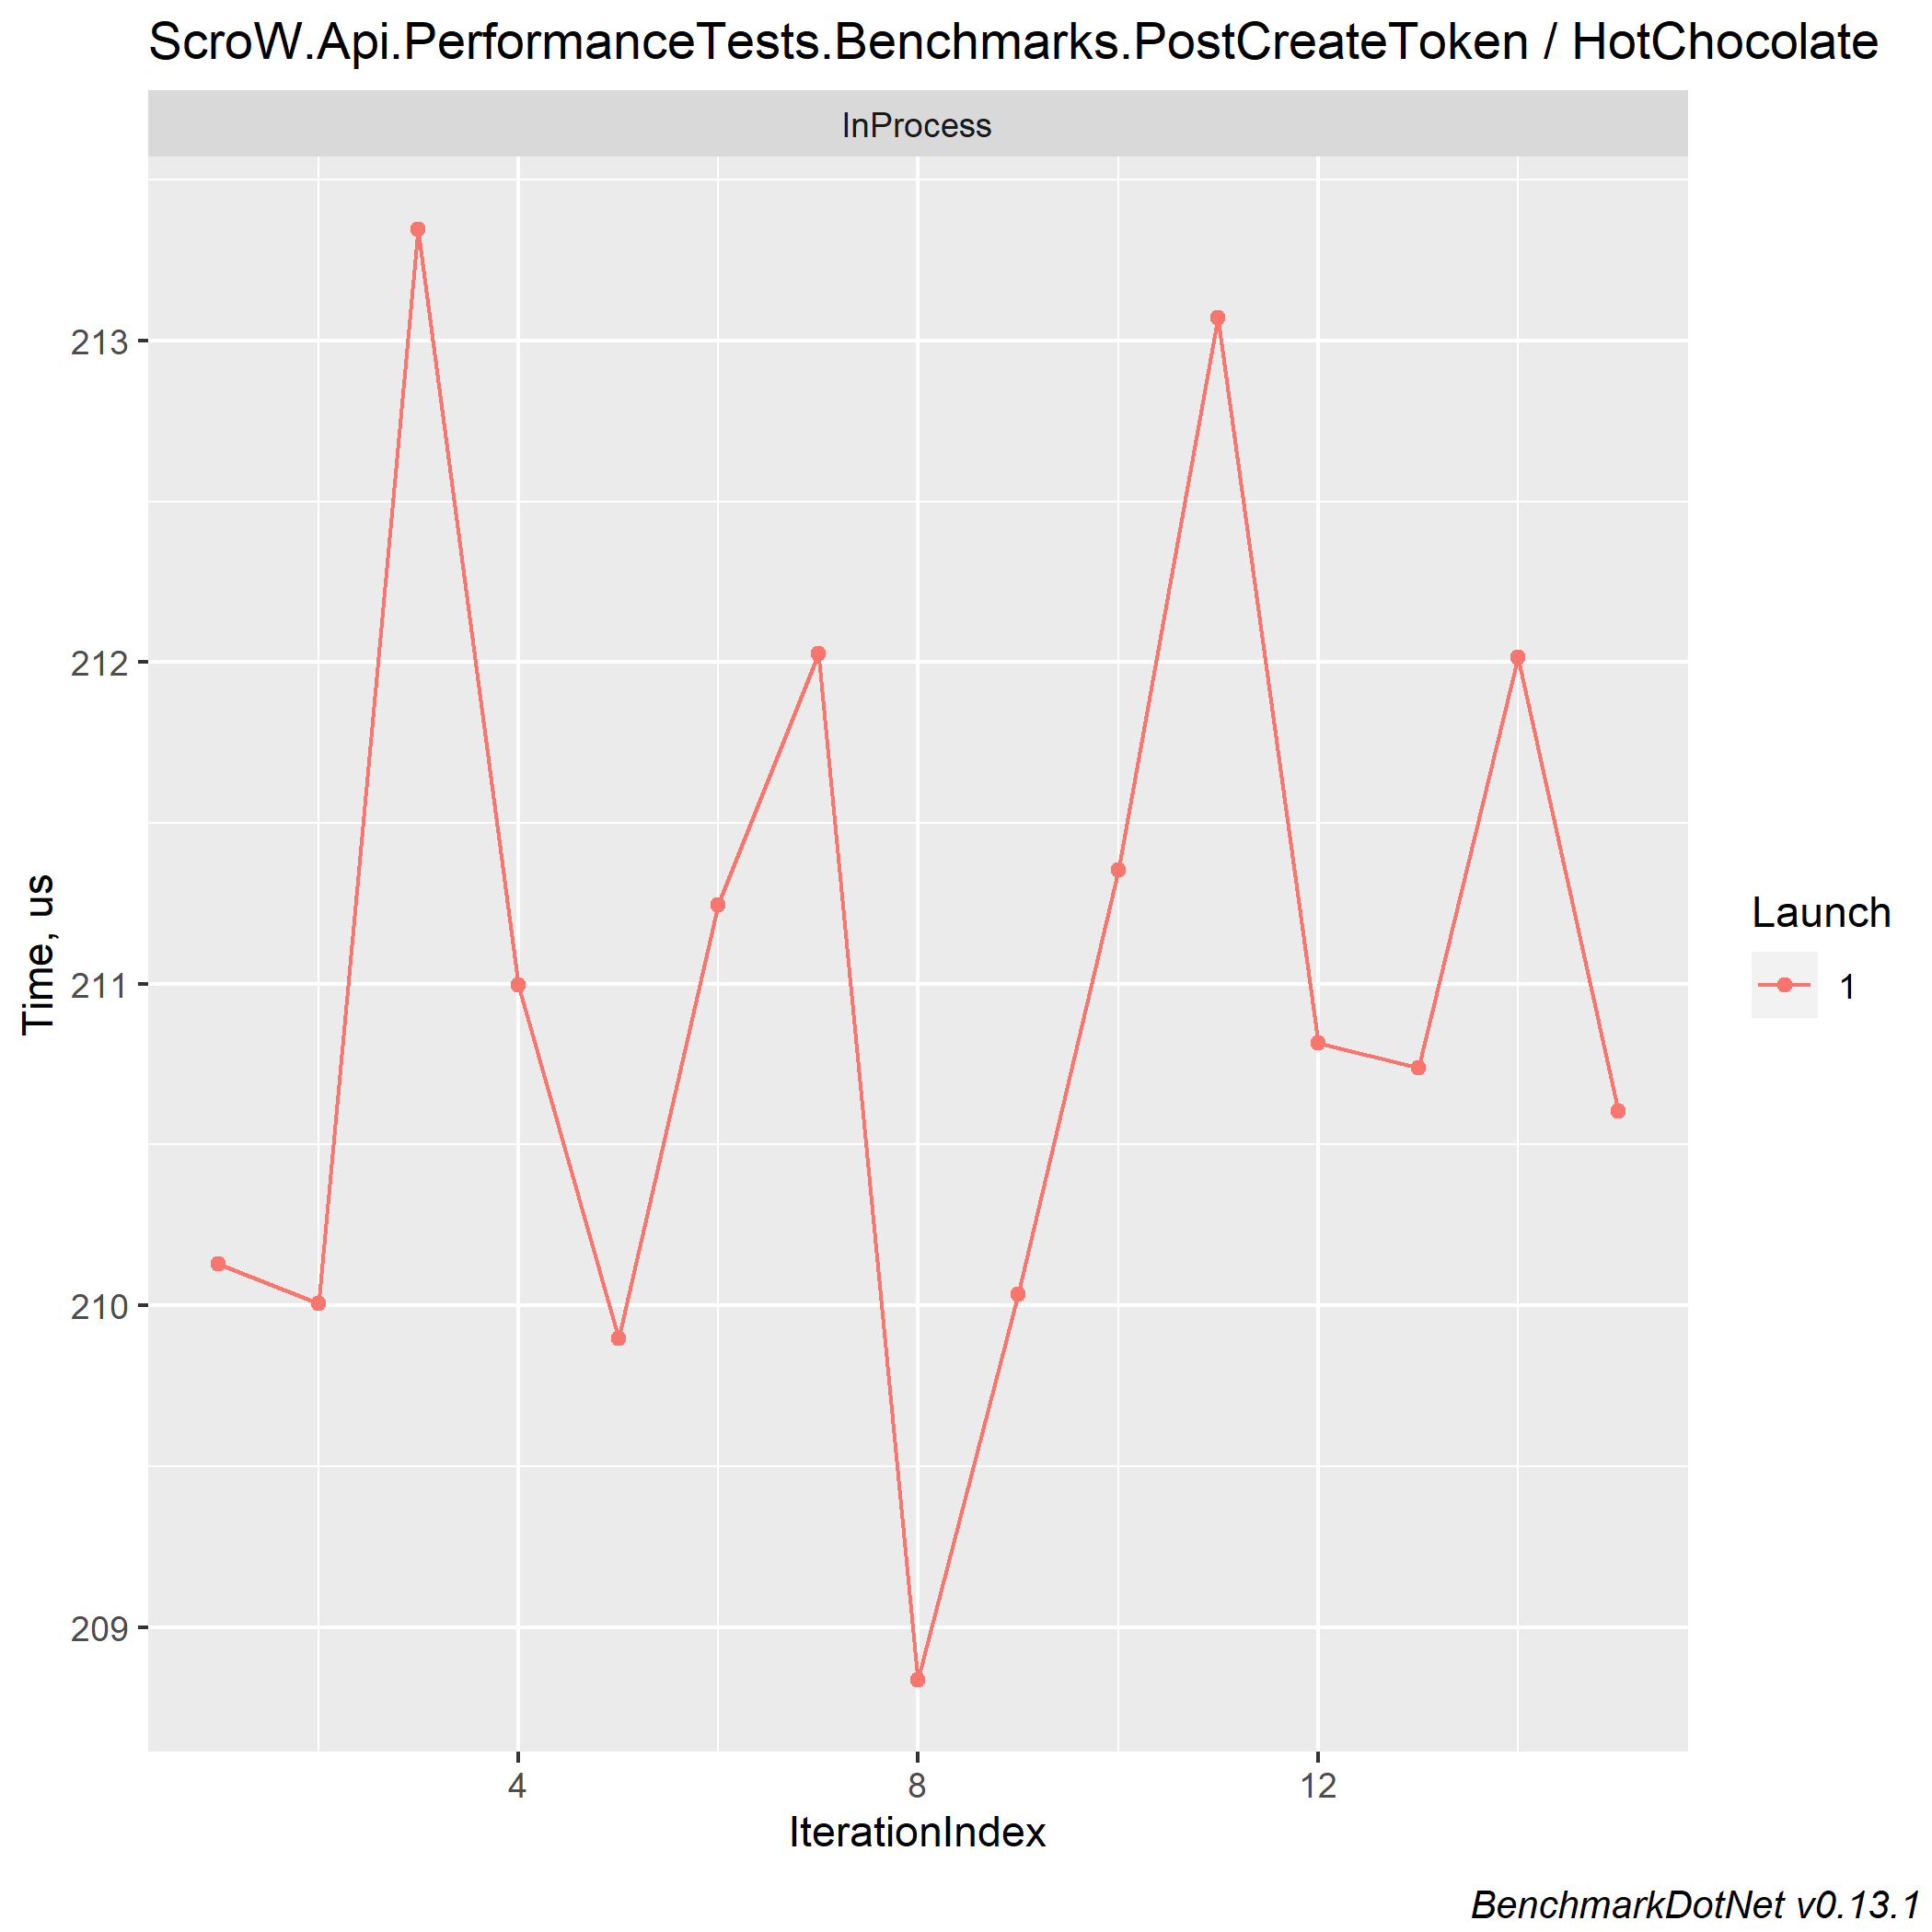 ScroW.Api.PerformanceTests.Benchmarks.PostCreateToken / HotChocolate
InProcess
213
212
211
210
209
Time, us
4
8
12
IterationIndex
Launch
1
BenchmarkDotNet v0.13.1